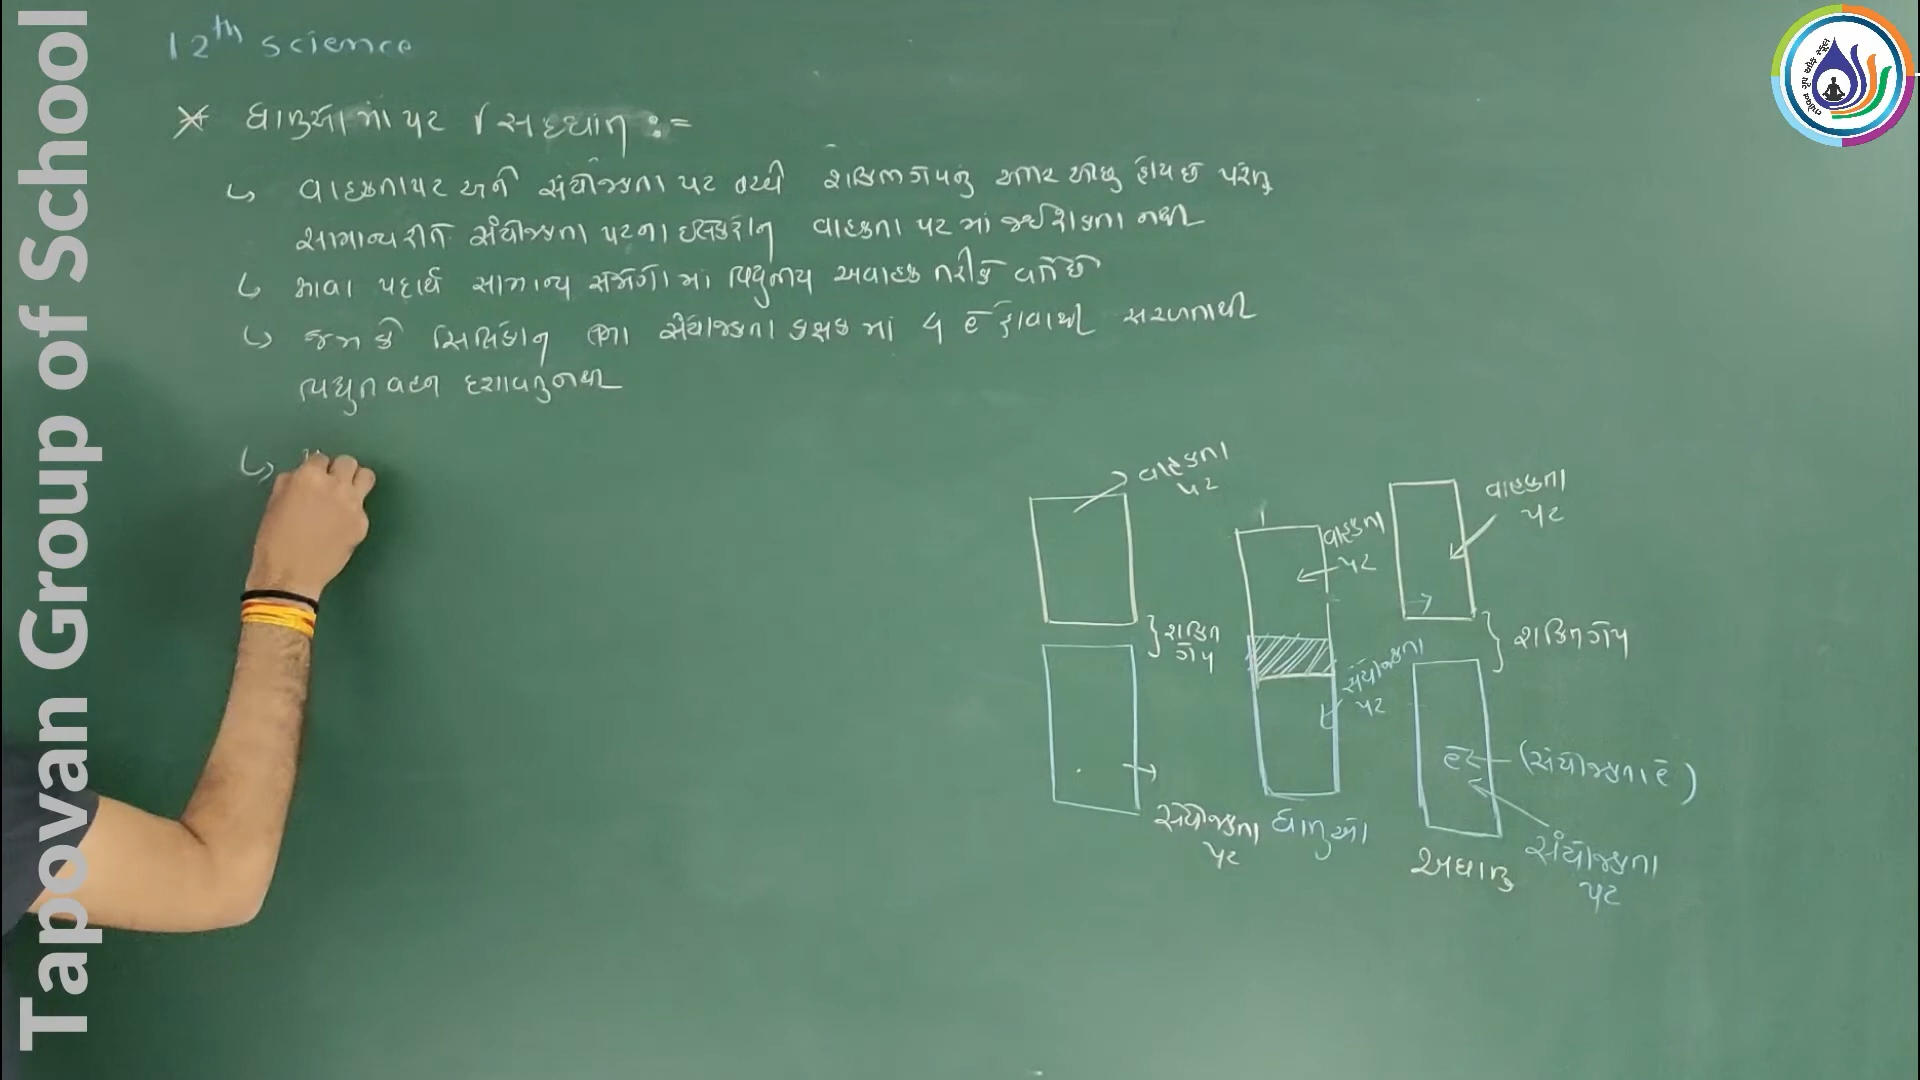 Tapovan Group of School
12th science
* ધાતુઓમાં પટ સિદ્ધાંત :=
↳ વાહકતા પટ અને સંયોજકતા પટ વચ્ચે શક્તિગેપનું અંતર ઓછુ હોય છે પરંતુ
સામાન્ય રીતે સંયોજકતા પટના ઇલેક્ટ્રોન વાહકતા પટમાં જઈ શકતા નથી
↳ આવા પદાર્થ સામાન્ય સંજોગોમાં વિદ્યુતીય અવાહક તરીકે વર્તે છે
↳ જેમ કે સિલિકોન સંયોજકતા કક્ષકમાં 4 e⁻ હોવાથી સરળતાથી
વિદ્યુતવહન દર્શાવતુ નથી
↳
વાહકતા
પટ
શક્તિ
ગેપ
સંયોજકતા
પટ
વાહકતા
પટ
સંયોજકતા
પટ
ધાતુઓ
વાહકતા
પટ
શક્તિગેપ
e⁻ (સંયોજકતા e⁻)
સંયોજકતા
પટ
અધાતુ